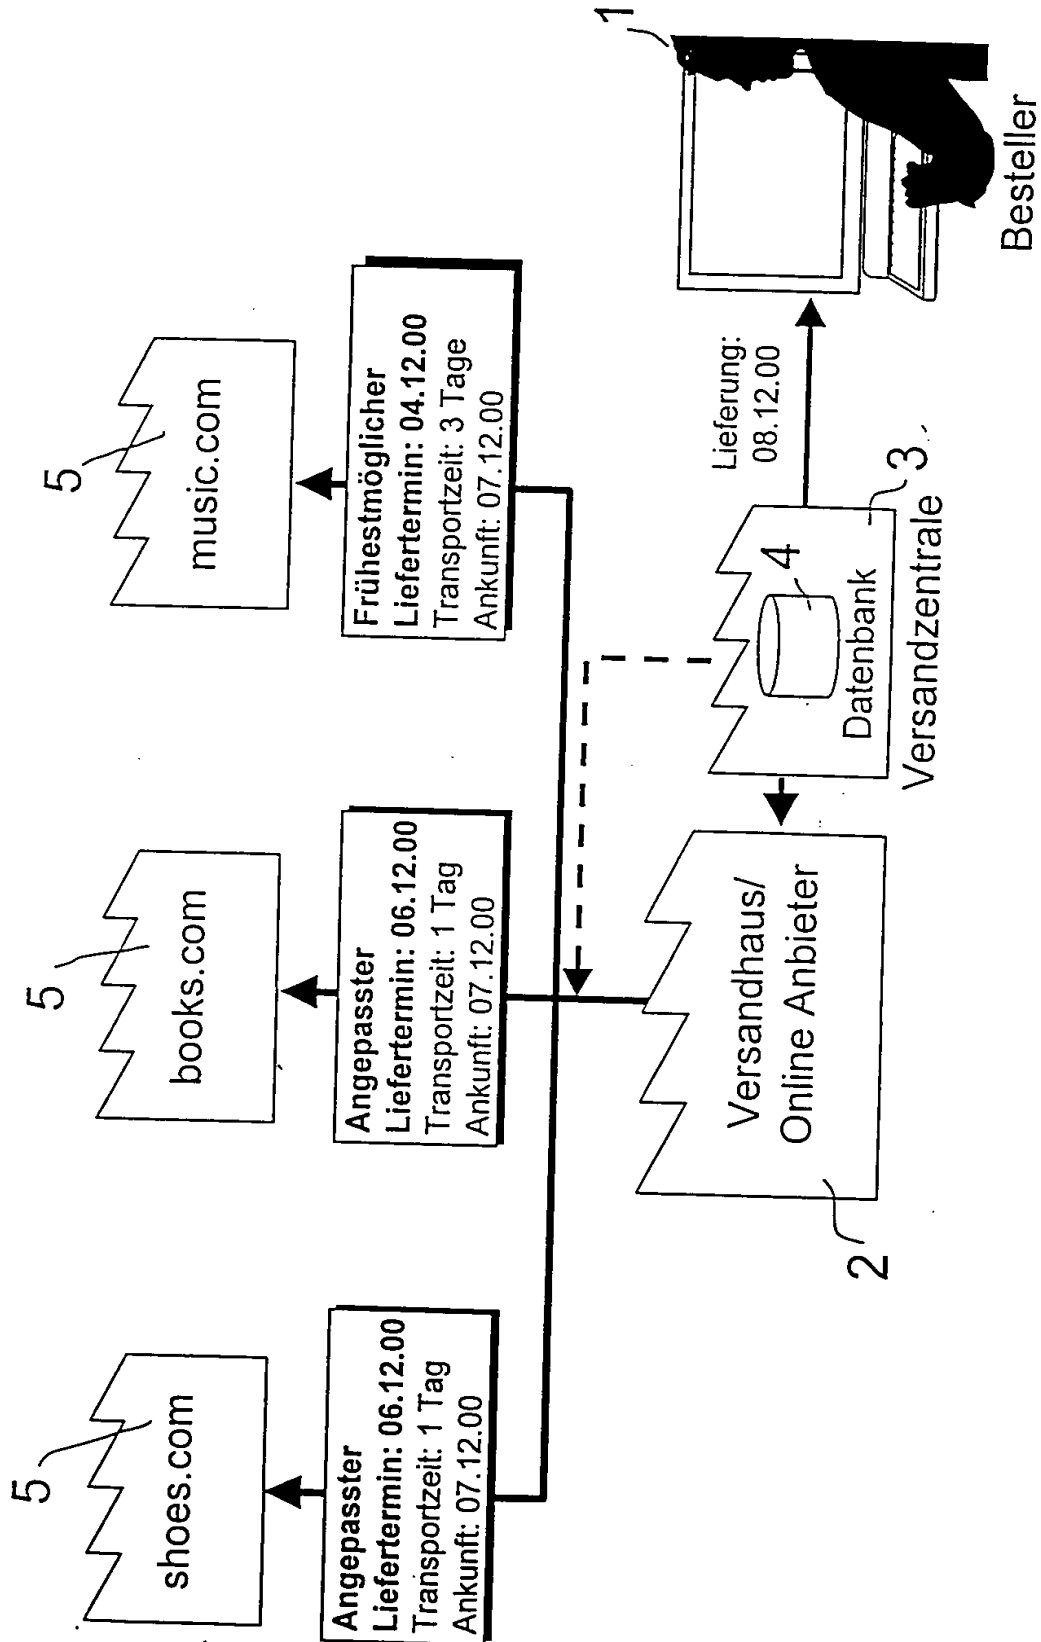 5
shoes.com
5
books.com
5
music.com
Angepasster
Liefertermin: 06.12.00
Transportzeit: 1 Tag
Ankunft: 07.12.00
Angepasster
Liefertermin: 06.12.00
Transportzeit: 1 Tag
Ankunft: 07.12.00
Frühestmöglicher
Liefertermin: 04.12.00
Transportzeit: 3 Tage
Ankunft: 07.12.00
2
Versandhaus/
Online Anbieter
4
Datenbank
3
Versandzentrale
Lieferung:
08.12.00
1
Besteller